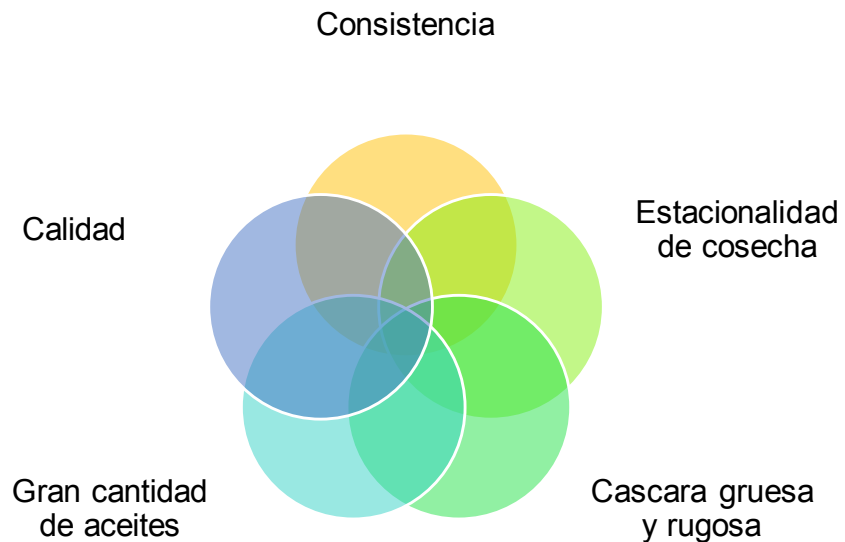 Consistencia
Calidad
Estacionalidad
de cosecha
Gran cantidad
de aceites
Cascara gruesa
y rugosa